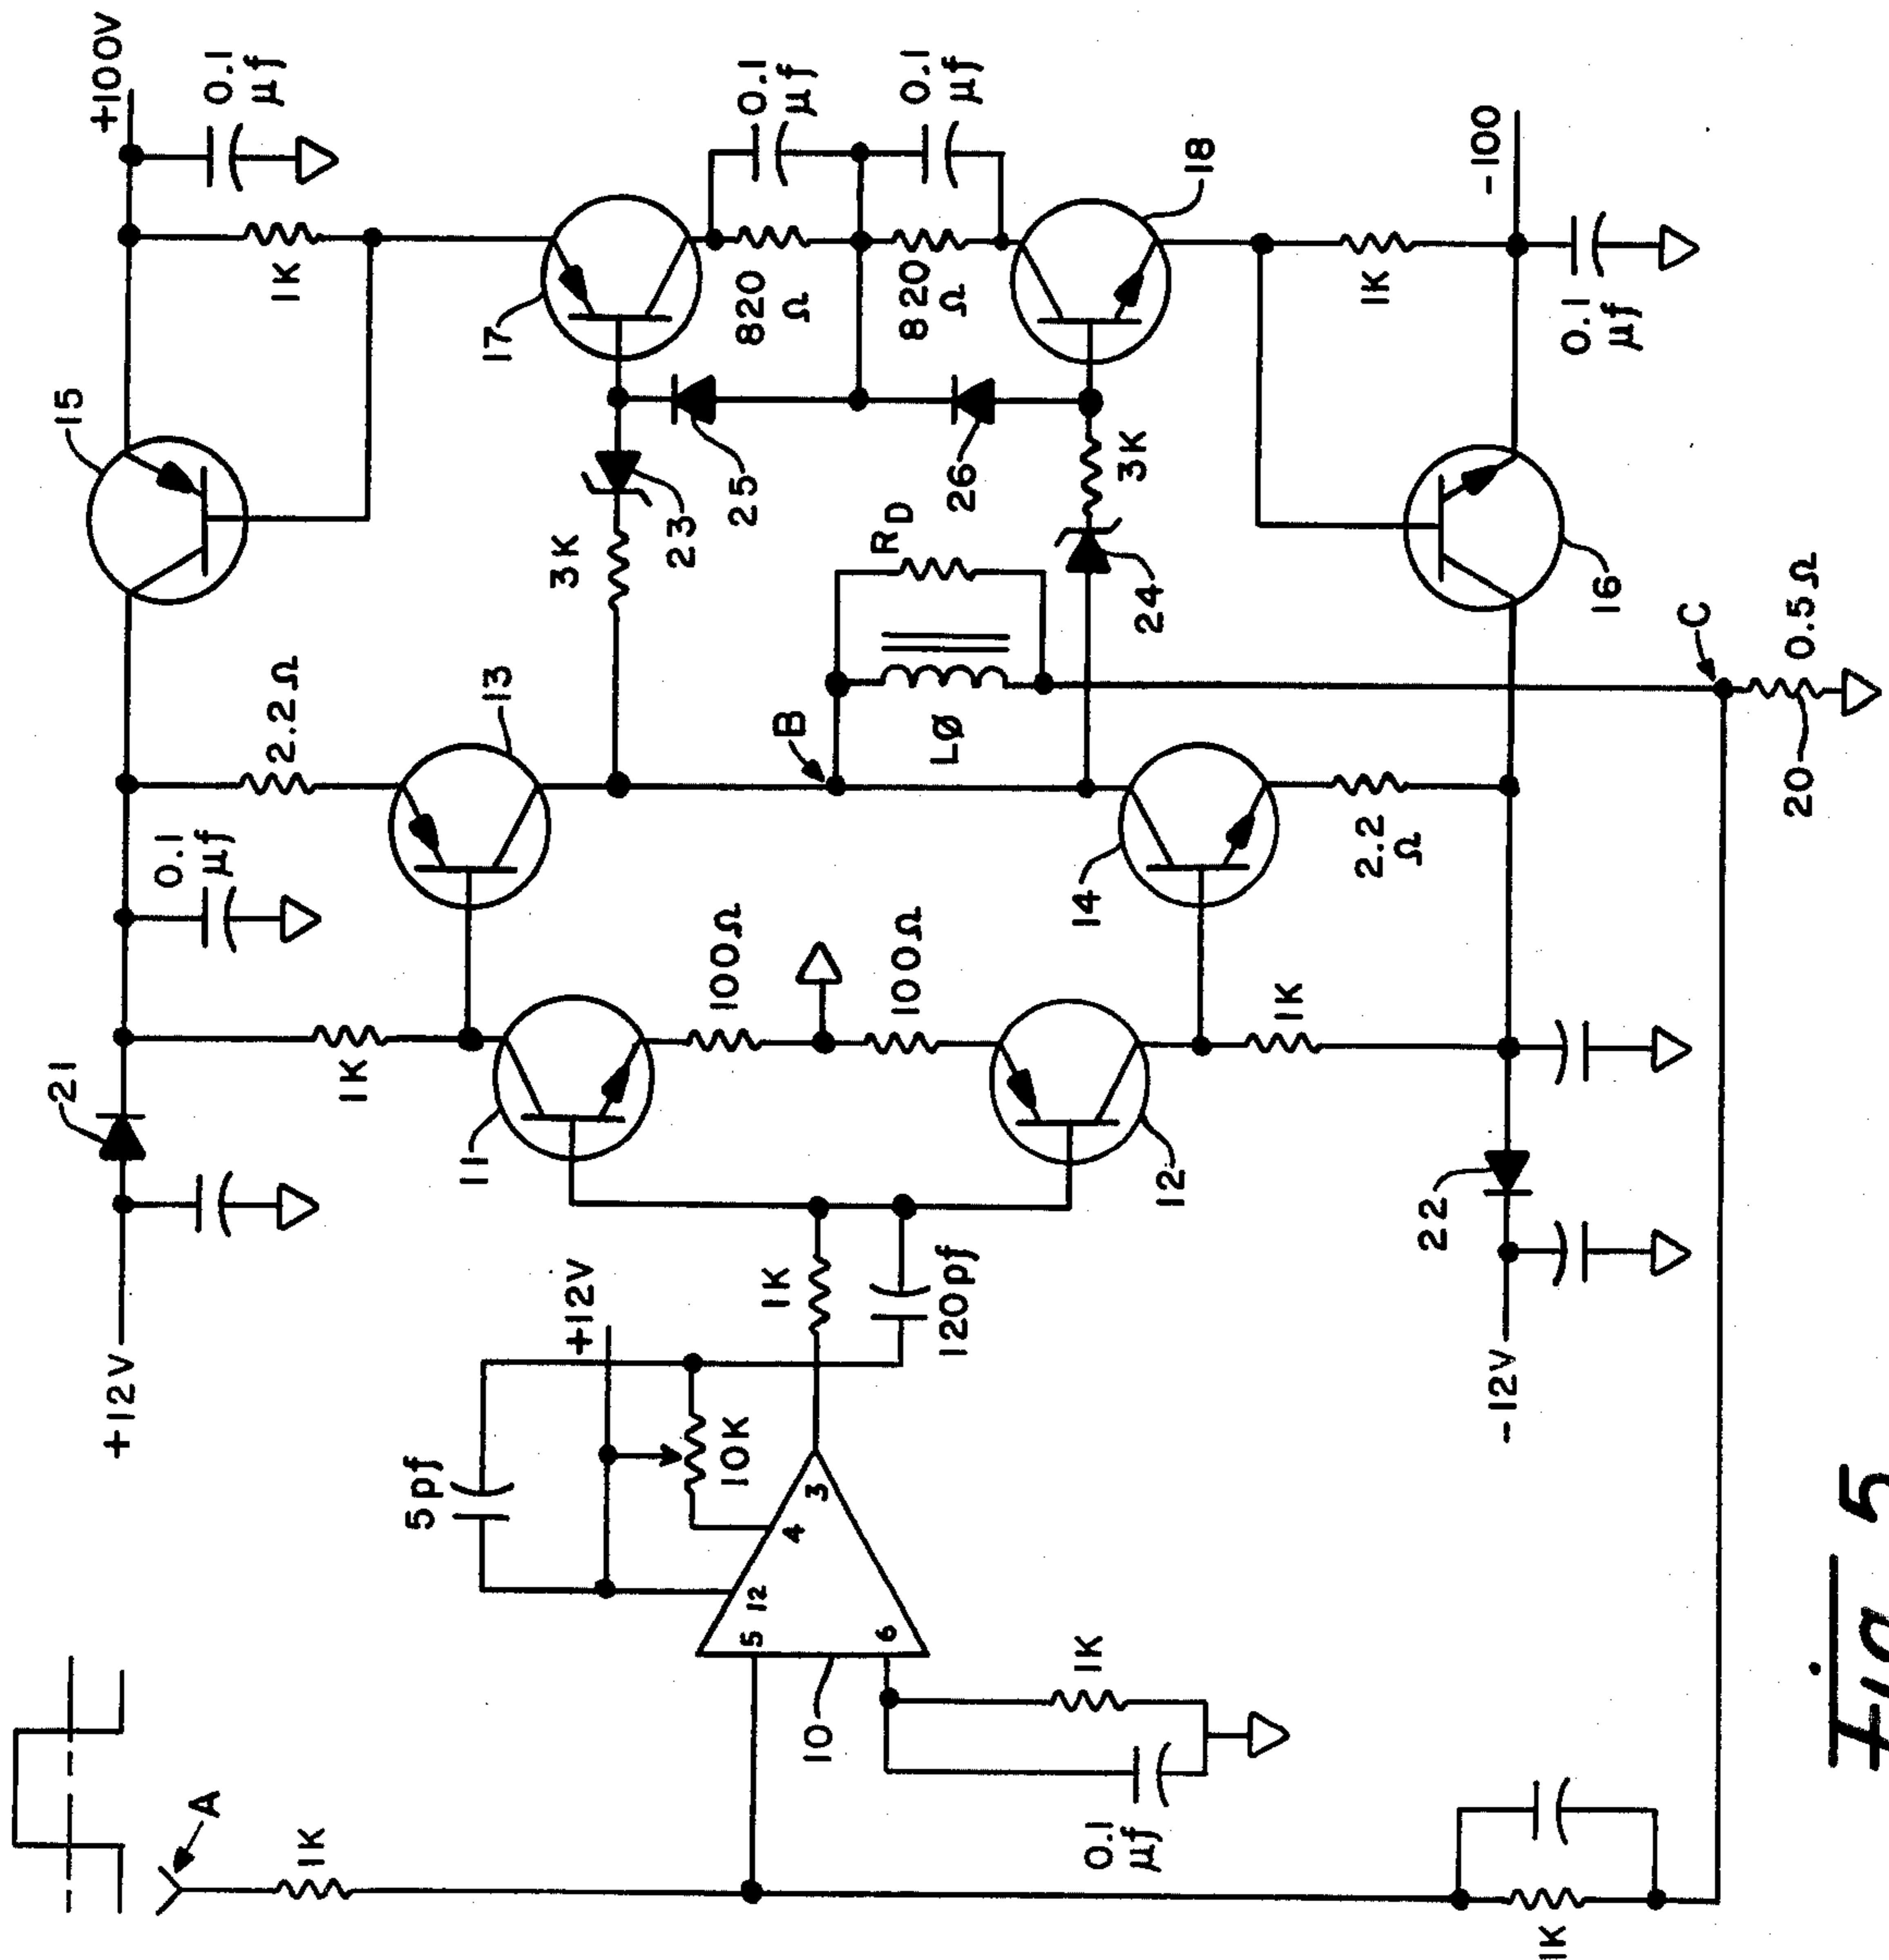 +100V
0.1
µf
15
1K
17
0.1
µf
820
Ω
0.1
µf
820
Ω
18
-100
1K
0.1
µf
23
25
3K
26
3K
RD
24
16
C
0.5Ω
20
2.2Ω
13
B
LØ
14
2.2
Ω
0.1
µf
100Ω
100Ω
21
1K
11
12
1K
22
+12V
-12V
+12V
1K
120pf
5pf
10K
12
4
3
5
6
10
1K
0.1
µf
A
1K
1K
Fig 5